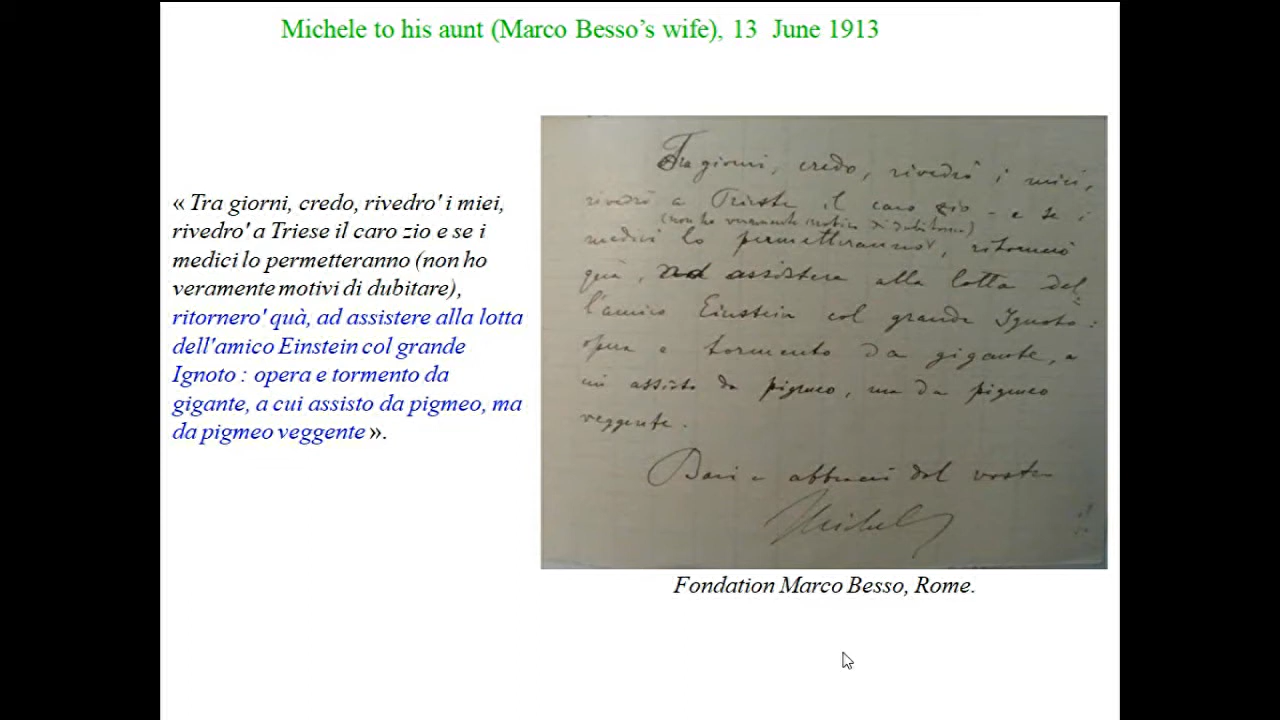 Michele to his aunt (Marco Besso’s wife), 13 June 1913
« Tra giorni, credo, rivedro' i miei,
rivedro' a Triese il caro zio e se i
medici lo permetteranno (non ho
veramente motivi di dubitare),
ritornero' quà, ad assistere alla lotta
dell'amico Einstein col grande
Ignoto : opera e tormento da
gigante, a cui assisto da pigmeo, ma
da pigmeo veggente ».
Tra giorni, credo, rivedrò i miei,
rivedrò a Trieste il caro zio - e se i
(non ho veramente motivo di dubitarne)
medici lo permetteranno, ritornerò
quà, ad assistere alla lotta del-
l'amico Einstein col grande Ignoto :
opera e tormento da gigante, a
cui assisto da pigmeo, ma da pigmeo
veggente.
Baci e abbracci dal vostro
Michele
Fondation Marco Besso, Rome.